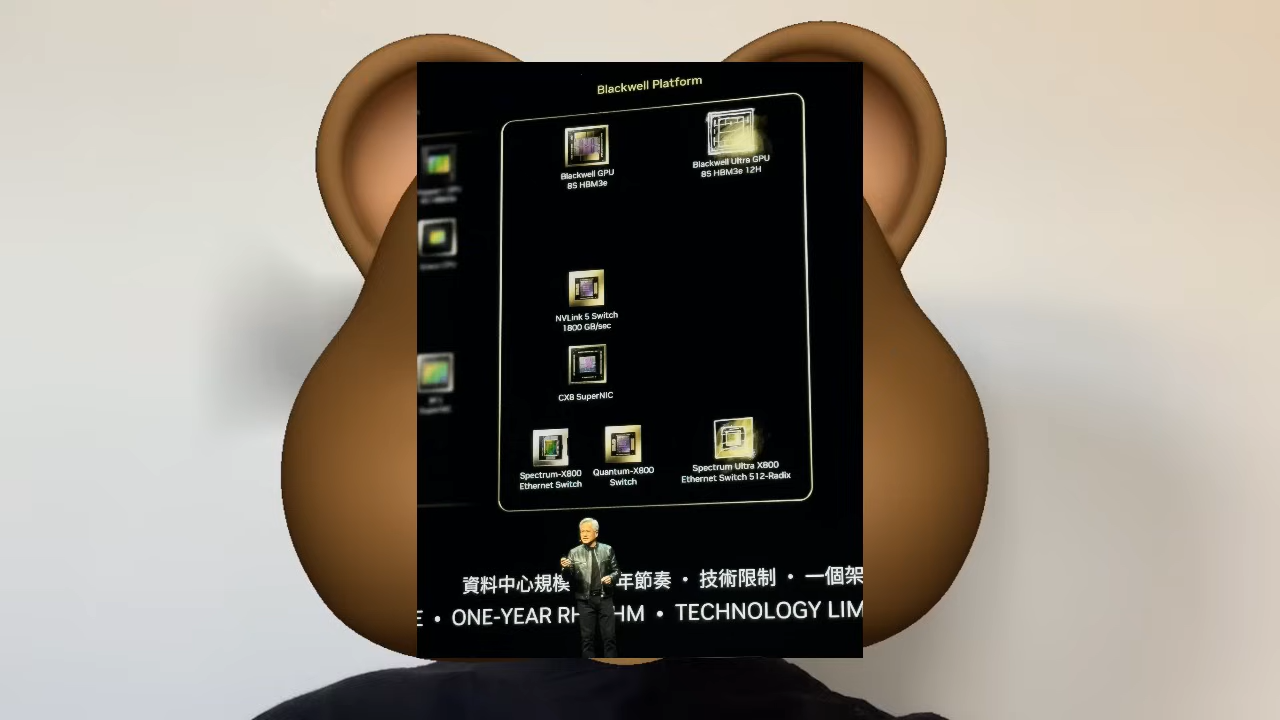 Blackwell Platform
Blackwell GPU
8S HBM3e
Blackwell Ultra GPU
8S HBM3e 12H
NVLink 5 Switch
1800 GB/sec
CX8 SuperNIC
Spectrum-X800
Ethernet Switch
Quantum-X800
Switch
Spectrum Ultra X800
Ethernet Switch 512-Radix
資料中心規模 年節奏 • 技術限制 • 一個架
E • ONE-YEAR RH HM • TECHNOLOGY LIM